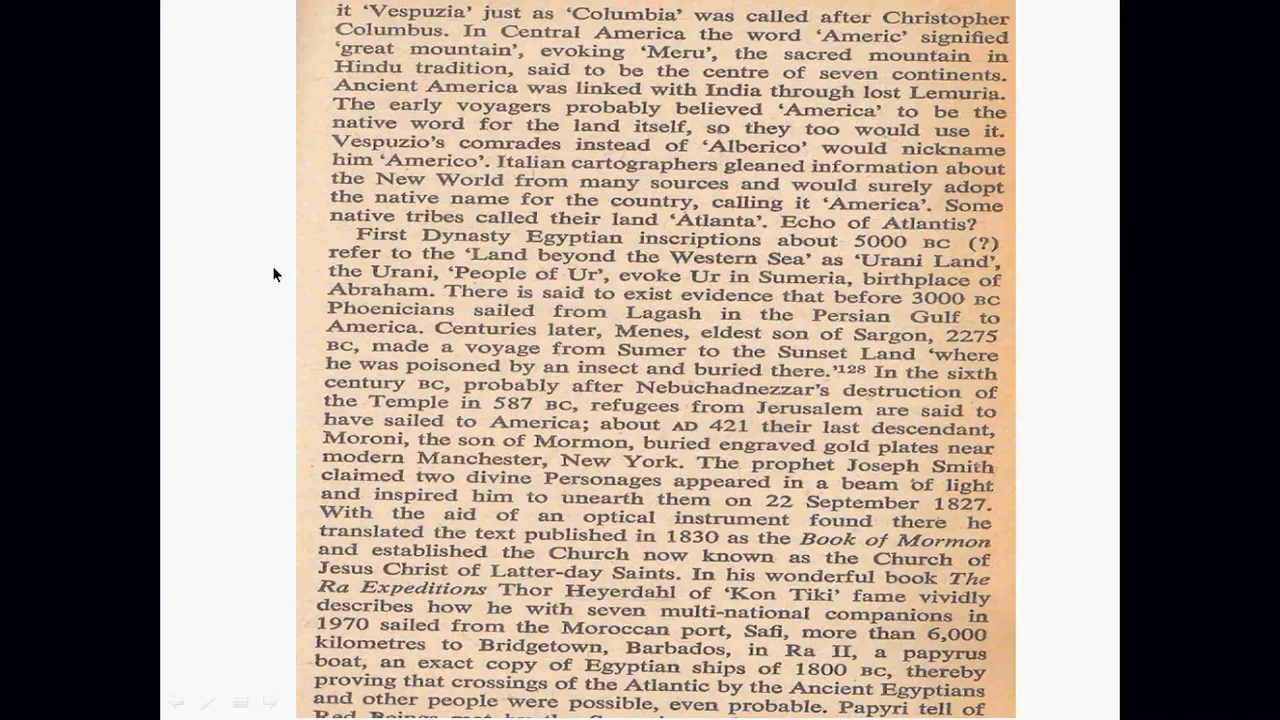 it ‘Vespuzia’ just as ‘Columbia’ was called after Christopher
Columbus. In Central America the word ‘Americ’ signified
‘great mountain’, evoking ‘Meru’, the sacred mountain in
Hindu tradition, said to be the centre of seven continents.
Ancient America was linked with India through lost Lemuria.
The early voyagers probably believed ‘America’ to be the
native word for the land itself, so they too would use it.
Vespuzio’s comrades instead of ‘Alberico’ would nickname
him ‘Americo’. Italian cartographers gleaned information about
the New World from many sources and would surely adopt
the native name for the country, calling it ‘America’. Some
native tribes called their land ‘Atlanta’. Echo of Atlantis?
First Dynasty Egyptian inscriptions about 5000 BC (?)
refer to the ‘Land beyond the Western Sea’ as ‘Urani Land’,
the Urani, ‘People of Ur’, evoke Ur in Sumeria, birthplace of
Abraham. There is said to exist evidence that before 3000 BC
Phoenicians sailed from Lagash in the Persian Gulf to
America. Centuries later, Menes, eldest son of Sargon, 2275
BC, made a voyage from Sumer to the Sunset Land ‘where
he was poisoned by an insect and buried there.’128 In the sixth
century BC, probably after Nebuchadnezzar’s destruction of
the Temple in 587 BC, refugees from Jerusalem are said to
have sailed to America; about AD 421 their last descendant,
Moroni, the son of Mormon, buried engraved gold plates near
modern Manchester, New York. The prophet Joseph Smith
claimed two divine Personages appeared in a beam of light
and inspired him to unearth them on 22 September 1827.
With the aid of an optical instrument found there he
translated the text published in 1830 as the Book of Mormon
and established the Church now known as the Church of
Jesus Christ of Latter-day Saints. In his wonderful book The
Ra Expeditions Thor Heyerdahl of ‘Kon Tiki’ fame vividly
describes how he with seven multi-national companions in
1970 sailed from the Moroccan port, Safi, more than 6,000
kilometres to Bridgetown, Barbados, in Ra II, a papyrus
boat, an exact copy of Egyptian ships of 1800 BC, thereby
proving that crossings of the Atlantic by the Ancient Egyptians
and other people were possible, even probable. Papyri tell of